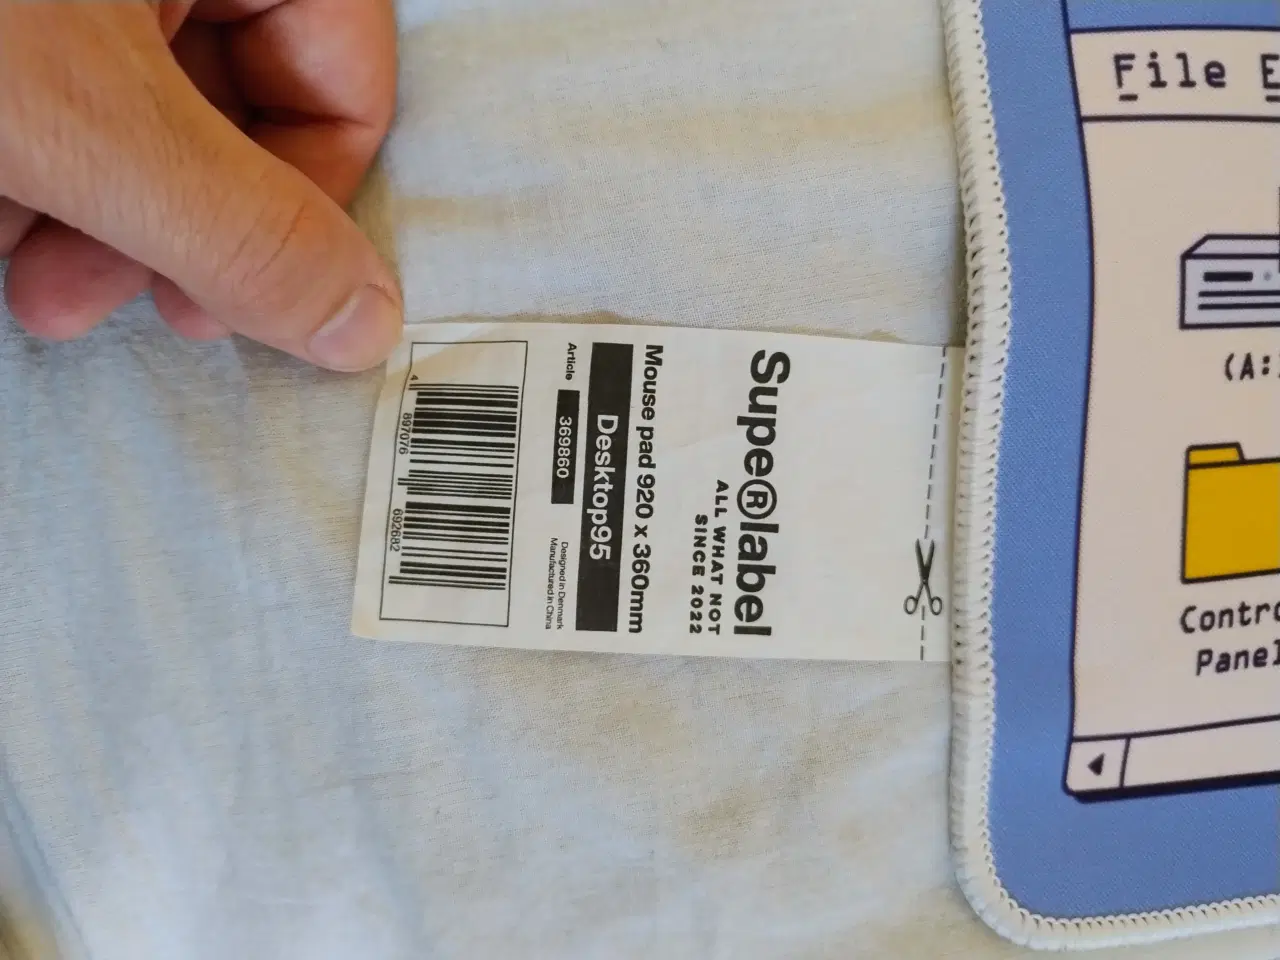 Supe®label
ALL WHAT NOT
SINCE 2022
Mouse pad 920 x 360mm
Desktop95
Article 369860
Designed in Denmark
Manufactured in China
4 897076 692682
File E
(A:
Contro
Panel